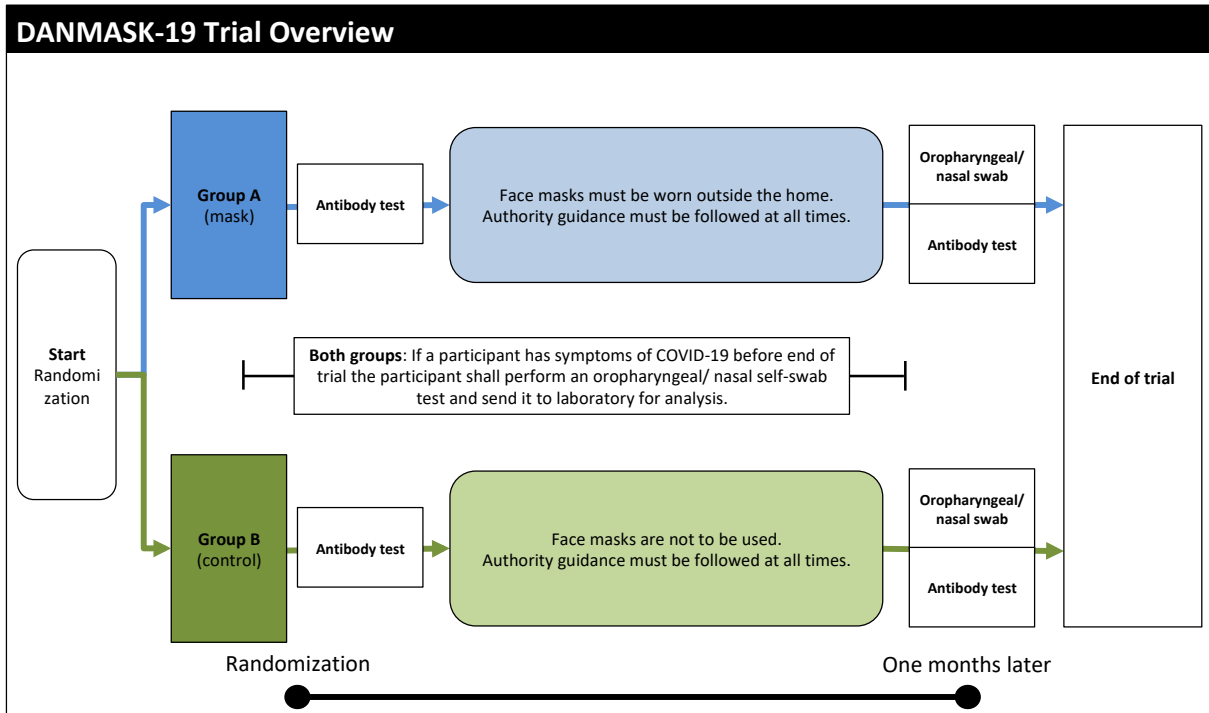 DANMASK-19 Trial Overview
Start
Randomi
zation
Group A
(mask)
Antibody test
Face masks must be worn outside the home.
Authority guidance must be followed at all times.
Oropharyngeal/
nasal swab
Antibody test
Both groups: If a participant has symptoms of COVID-19 before end of
trial the participant shall perform an oropharyngeal/ nasal self-swab
test and send it to laboratory for analysis.
End of trial
Group B
(control)
Antibody test
Face masks are not to be used.
Authority guidance must be followed at all times.
Oropharyngeal/
nasal swab
Antibody test
Randomization
One months later